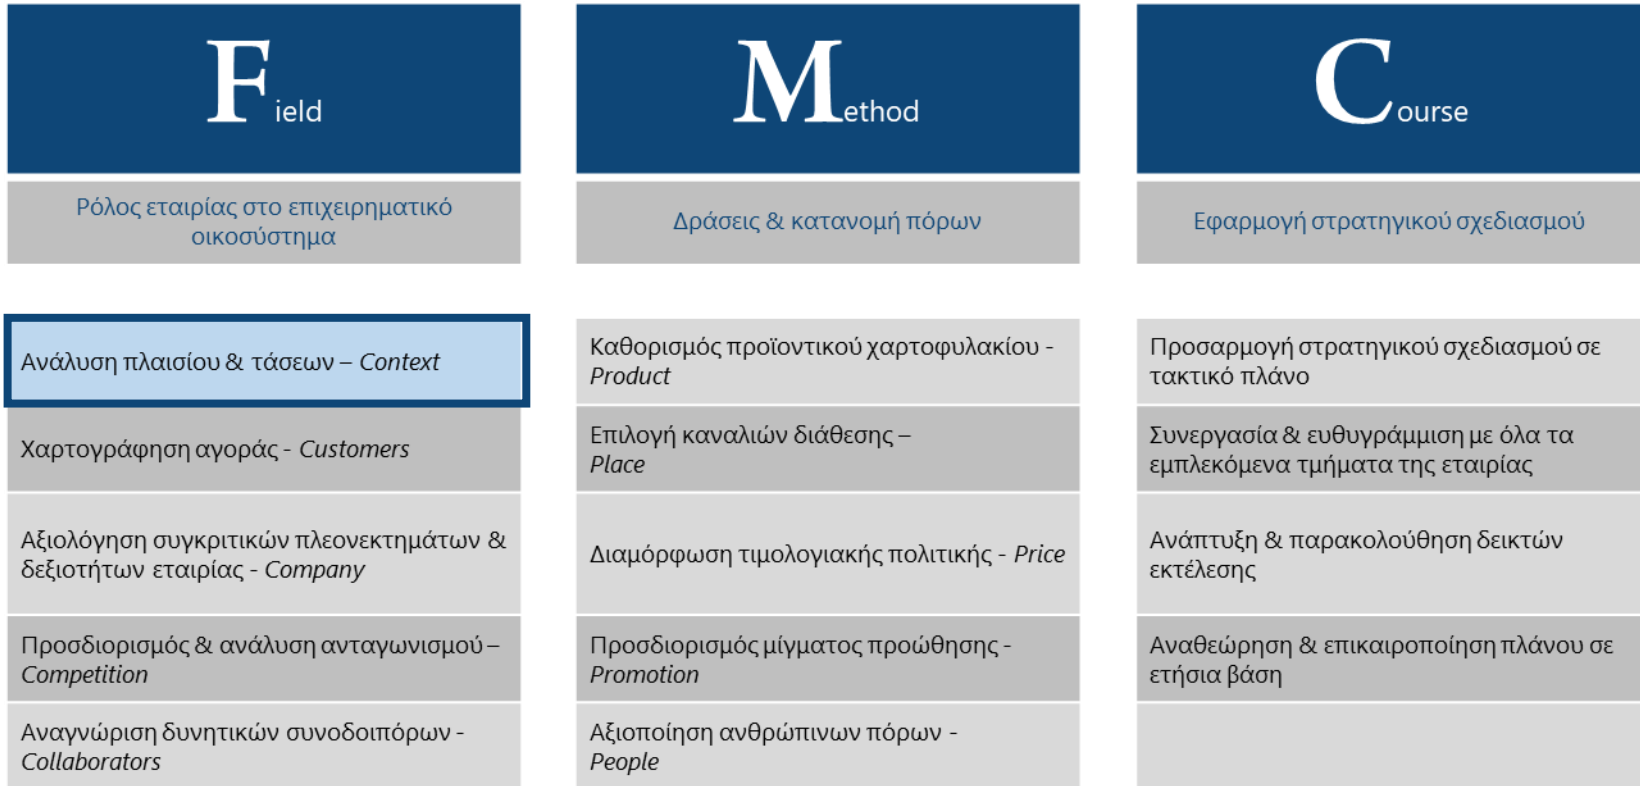 Field
Ρόλος εταιρίας στο επιχειρηματικό
οικοσύστημα
Ανάλυση πλαισίου & τάσεων – Context
Χαρτογράφηση αγοράς - Customers
Αξιολόγηση συγκριτικών πλεονεκτημάτων &
δεξιοτήτων εταιρίας - Company
Προσδιορισμός & ανάλυση ανταγωνισμού –
Competition
Αναγνώριση δυνητικών συνοδοιπόρων -
Collaborators
Method
Δράσεις & κατανομή πόρων
Καθορισμός προϊοντικού χαρτοφυλακίου -
Product
Επιλογή καναλιών διάθεσης –
Place
Διαμόρφωση τιμολογιακής πολιτικής - Price
Προσδιορισμός μίγματος προώθησης -
Promotion
Αξιοποίηση ανθρώπινων πόρων -
People
Course
Εφαρμογή στρατηγικού σχεδιασμού
Προσαρμογή στρατηγικού σχεδιασμού σε
τακτικό πλάνο
Συνεργασία & ευθυγράμμιση με όλα τα
εμπλεκόμενα τμήματα της εταιρίας
Ανάπτυξη & παρακολούθηση δεικτών
εκτέλεσης
Αναθεώρηση & επικαιροποίηση πλάνου σε
ετήσια βάση